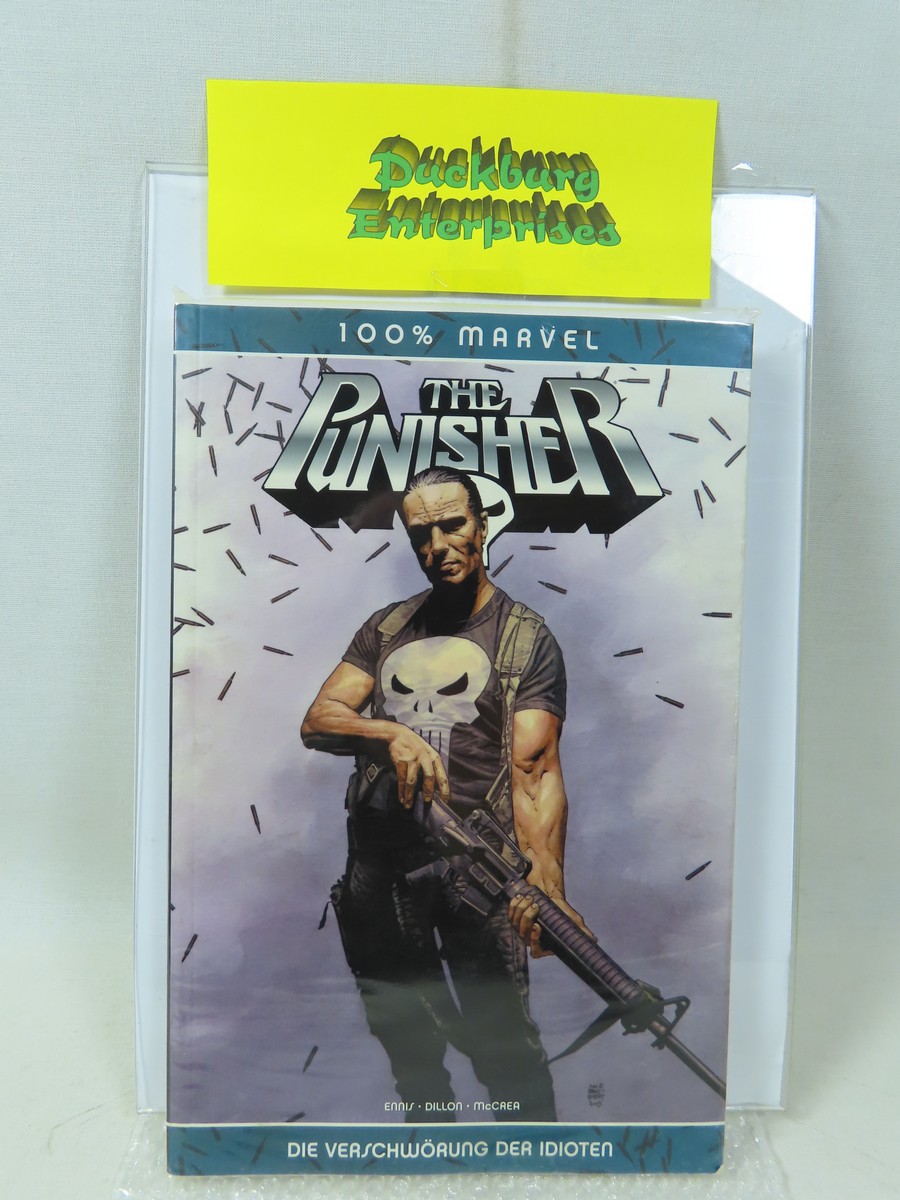 Duckburg
Enterprises
100% MARVEL
THE
PUNISHER
ENNIS · DILLON · McCREA
DIE VERSCHWÖRUNG DER IDIOTEN